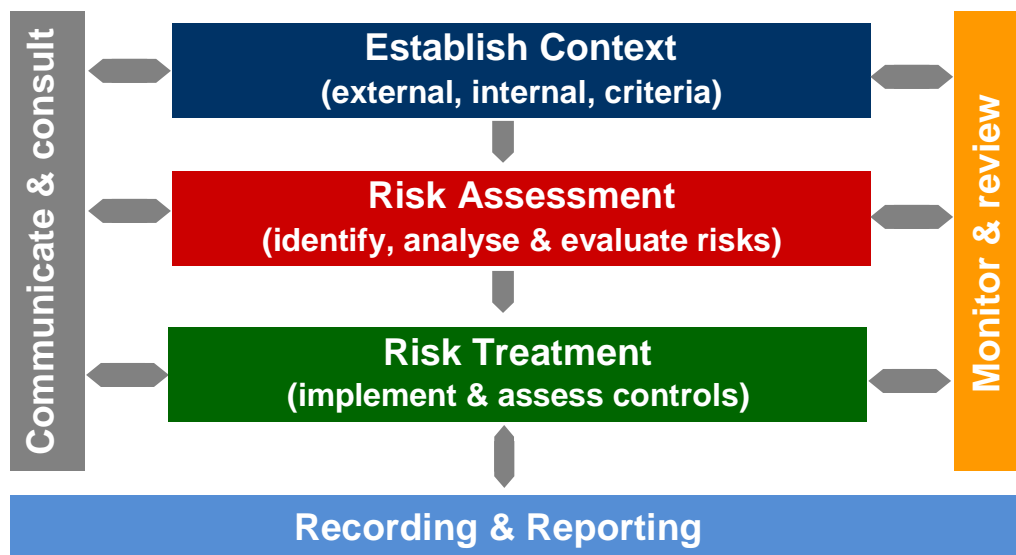 Communicate & consult
Establish Context
(external, internal, criteria)
Risk Assessment
(identify, analyse & evaluate risks)
Risk Treatment
(implement & assess controls)
Monitor & review
Recording & Reporting